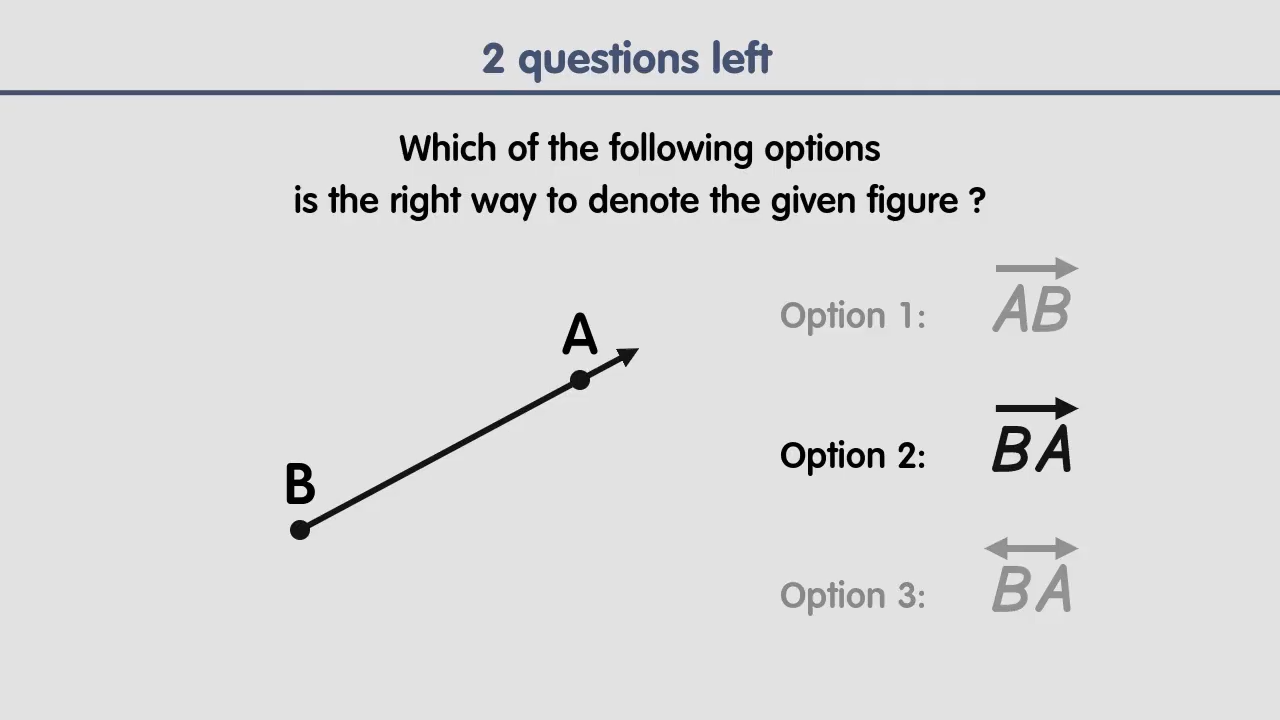 2 questions left
Which of the following options
is the right way to denote the given figure ?
A
B
Option 1: AB
Option 2: BA
Option 3: BA